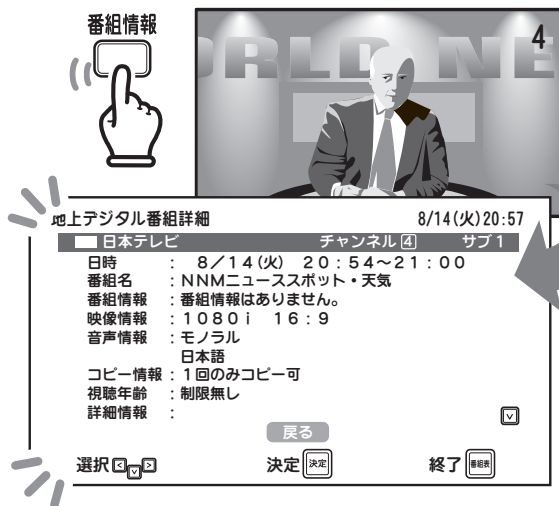 番組情報
ORLD NE
4
地上デジタル番組詳細 8/14(火)20:57
日本テレビ チャンネル 4 サブ1
日時 : 8/14(火) 20:54~21:00
番組名 : NNMニューススポット・天気
番組情報 : 番組情報はありません。
映像情報 : 1080i 16:9
音声情報 : モノラル
日本語
コピー情報 : 1回のみコピー可
視聴年齢 : 制限無し
詳細情報 :
戻る
選択 決定 決定 終了 番組表